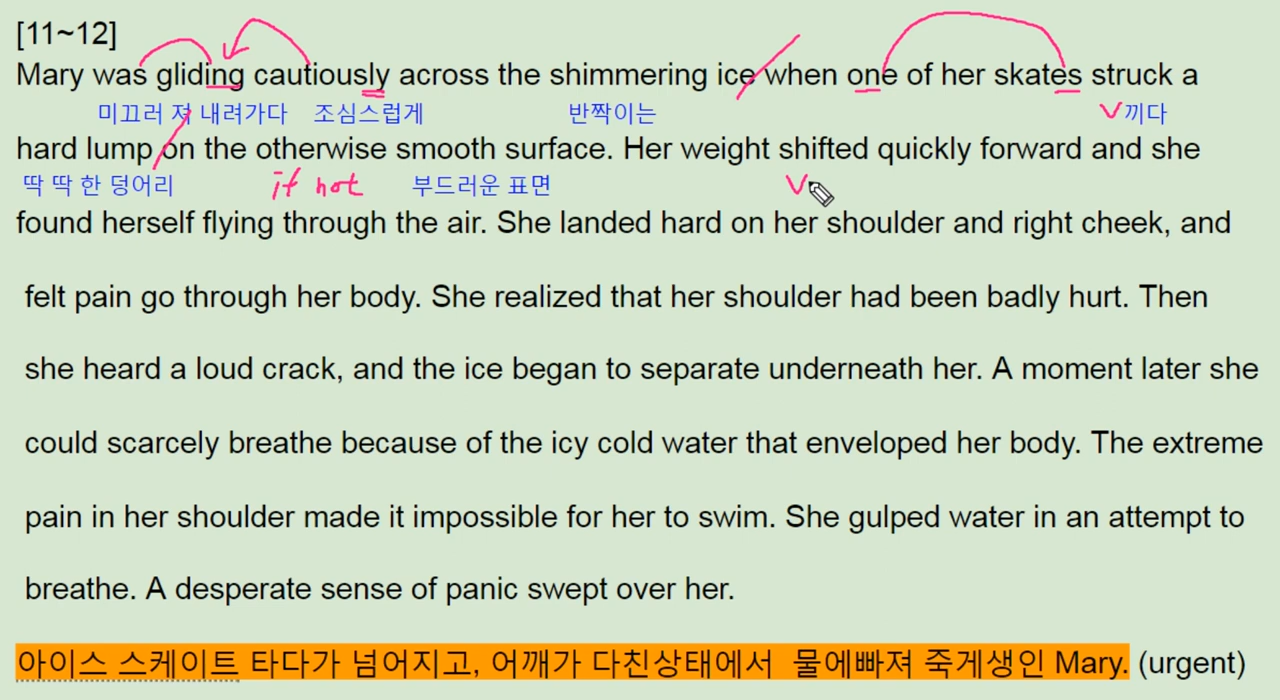 [11~12]
Mary was gliding cautiously across the shimmering ice when one of her skates struck a
미끄러 져 내려가다 조심스럽게 반짝이는 V 끼다
hard lump on the otherwise smooth surface. Her weight shifted quickly forward and she
딱 딱 한 덩어리 if not 부드러운 표면 V
found herself flying through the air. She landed hard on her shoulder and right cheek, and
felt pain go through her body. She realized that her shoulder had been badly hurt. Then
she heard a loud crack, and the ice began to separate underneath her. A moment later she
could scarcely breathe because of the icy cold water that enveloped her body. The extreme
pain in her shoulder made it impossible for her to swim. She gulped water in an attempt to
breathe. A desperate sense of panic swept over her.
아이스 스케이트 타다가 넘어지고, 어깨가 다친상태에서 물에빠져 죽게생인 Mary. (urgent)